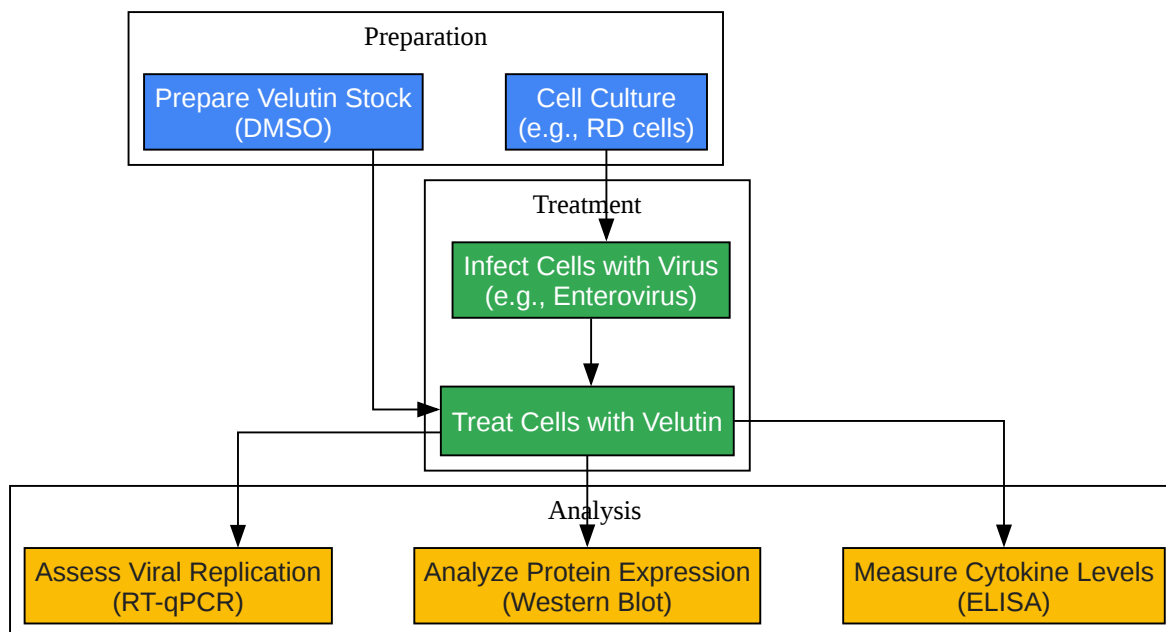 Preparation
Prepare Velutin Stock
(DMSO)
Cell Culture
(e.g., RD cells)
Treatment
Infect Cells with Virus
(e.g., Enterovirus)
Treat Cells with Velutin
Analysis
Assess Viral Replication
(RT-qPCR)
Analyze Protein Expression
(Western Blot)
Measure Cytokine Levels
(ELISA)